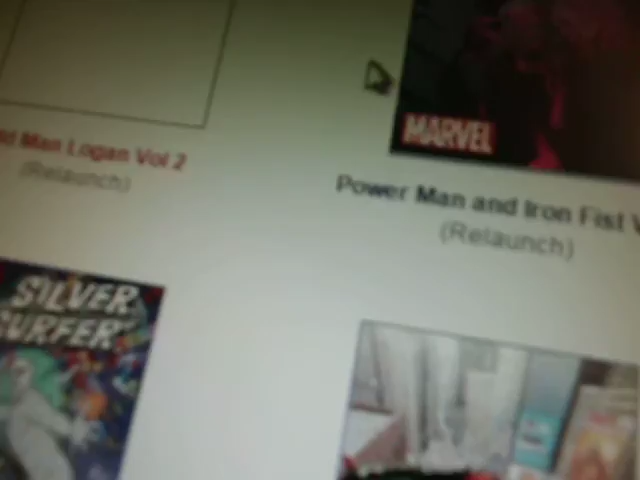 MARVEL
Man Logan Vol 2
(Relaunch)
Power Man and Iron Fist
(Relaunch)
SILVER
SURFER